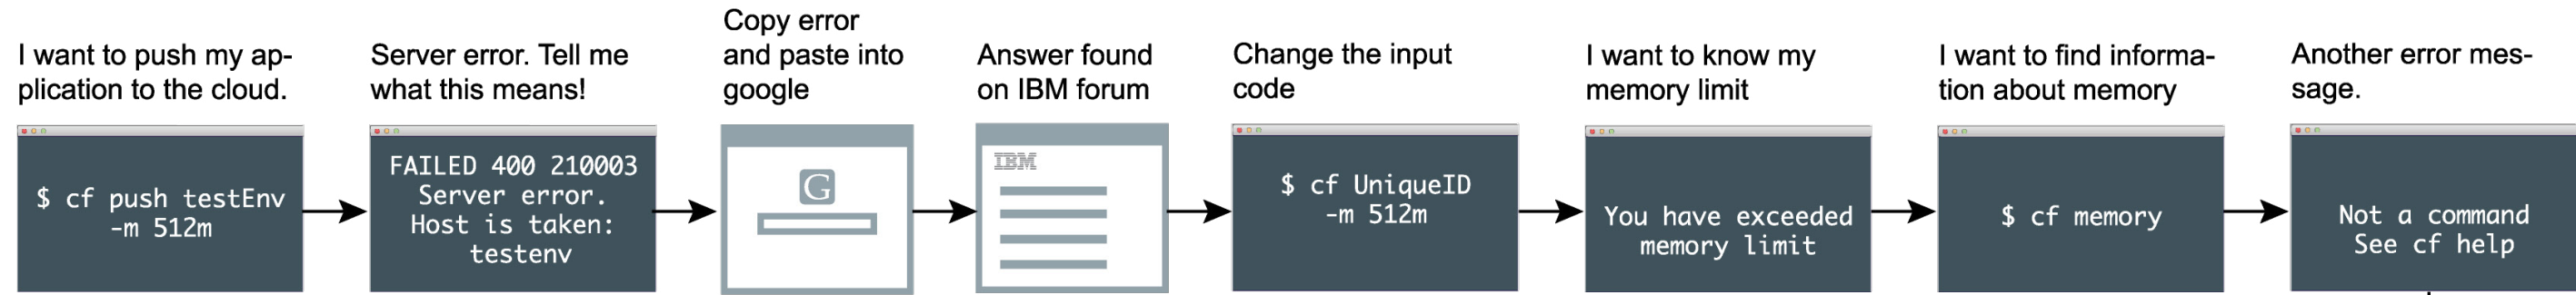 I want to push my ap-
plication to the cloud.
$ cf push testEnv
-m 512m
Server error. Tell me
what this means!
FAILED 400 210003
Server error.
Host is taken:
testenv
Copy error
and paste into
google
G
Answer found
on IBM forum
IBM
Change the input
code
$ cf UniqueID
-m 512m
I want to know my
memory limit
You have exceeded
memory limit
I want to find informa-
tion about memory
$ cf memory
Another error mes-
sage.
Not a command
See cf help